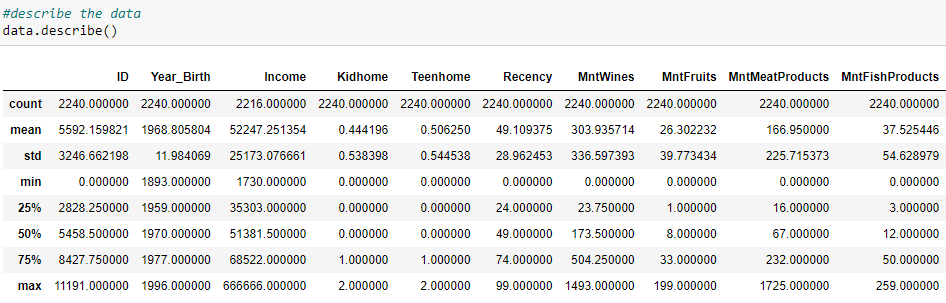 #describe the data
data.describe()
ID Year_Birth Income Kidhome Teenhome Recency MntWines MntFruits MntMeatProducts MntFishProducts
count 2240.000000 2240.000000 2216.000000 2240.000000 2240.000000 2240.000000 2240.000000 2240.000000 2240.000000 2240.000000
mean 5592.159821 1968.805804 52247.251354 0.444196 0.506250 49.109375 303.935714 26.302232 166.950000 37.525446
std 3246.662198 11.984069 25173.076661 0.538398 0.544538 28.962453 336.597393 39.773434 225.715373 54.628979
min 0.000000 1893.000000 1730.000000 0.000000 0.000000 0.000000 0.000000 0.000000 0.000000 0.000000
25% 2828.250000 1959.000000 35303.000000 0.000000 0.000000 24.000000 23.750000 1.000000 16.000000 3.000000
50% 5458.500000 1970.000000 51381.500000 0.000000 0.000000 49.000000 173.500000 8.000000 67.000000 12.000000
75% 8427.750000 1977.000000 68522.000000 1.000000 1.000000 74.000000 504.250000 33.000000 232.000000 50.000000
max 11191.000000 1996.000000 666666.000000 2.000000 2.000000 99.000000 1493.000000 199.000000 1725.000000 259.000000